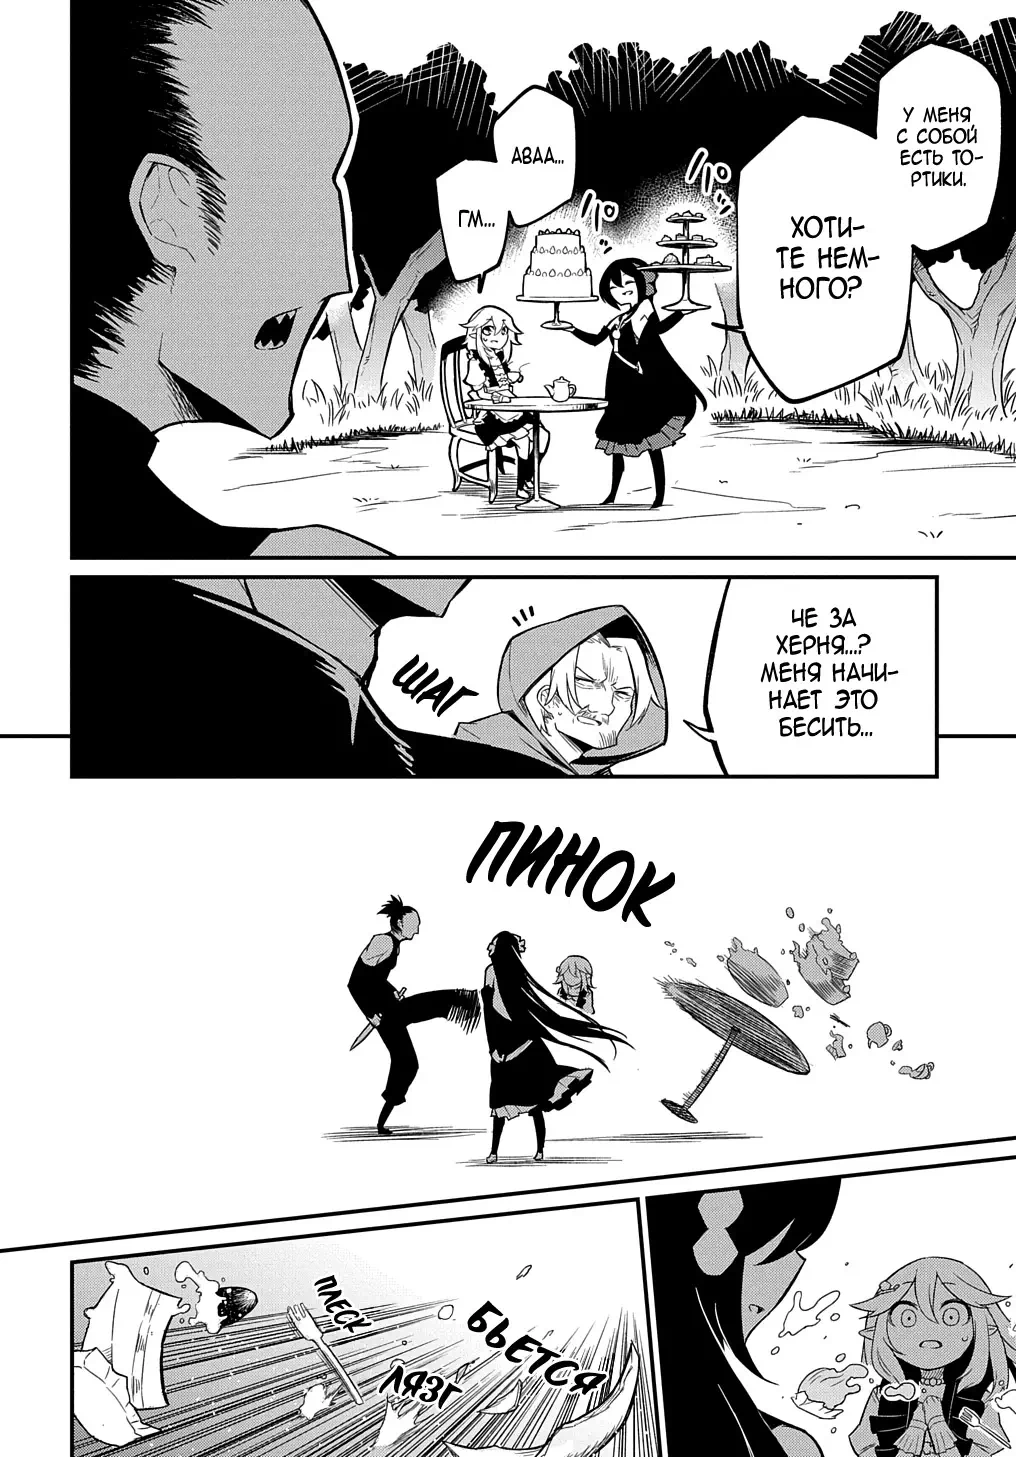 У МЕНЯ
С СОБОЙ
ЕСТЬ ТО-
РТИКИ.
ХОТИ-
ТЕ НЕМ-
НОГО?
АВАА...
ГМ...
ЧЕ ЗА
ХЕРНЯ...?
МЕНЯ НАЧИ-
НАЕТ ЭТО
БЕСИТЬ...
ШАГ
ПИНОК
ПЛЕСК
БЬЕТСЯ
ЛЯЗГ